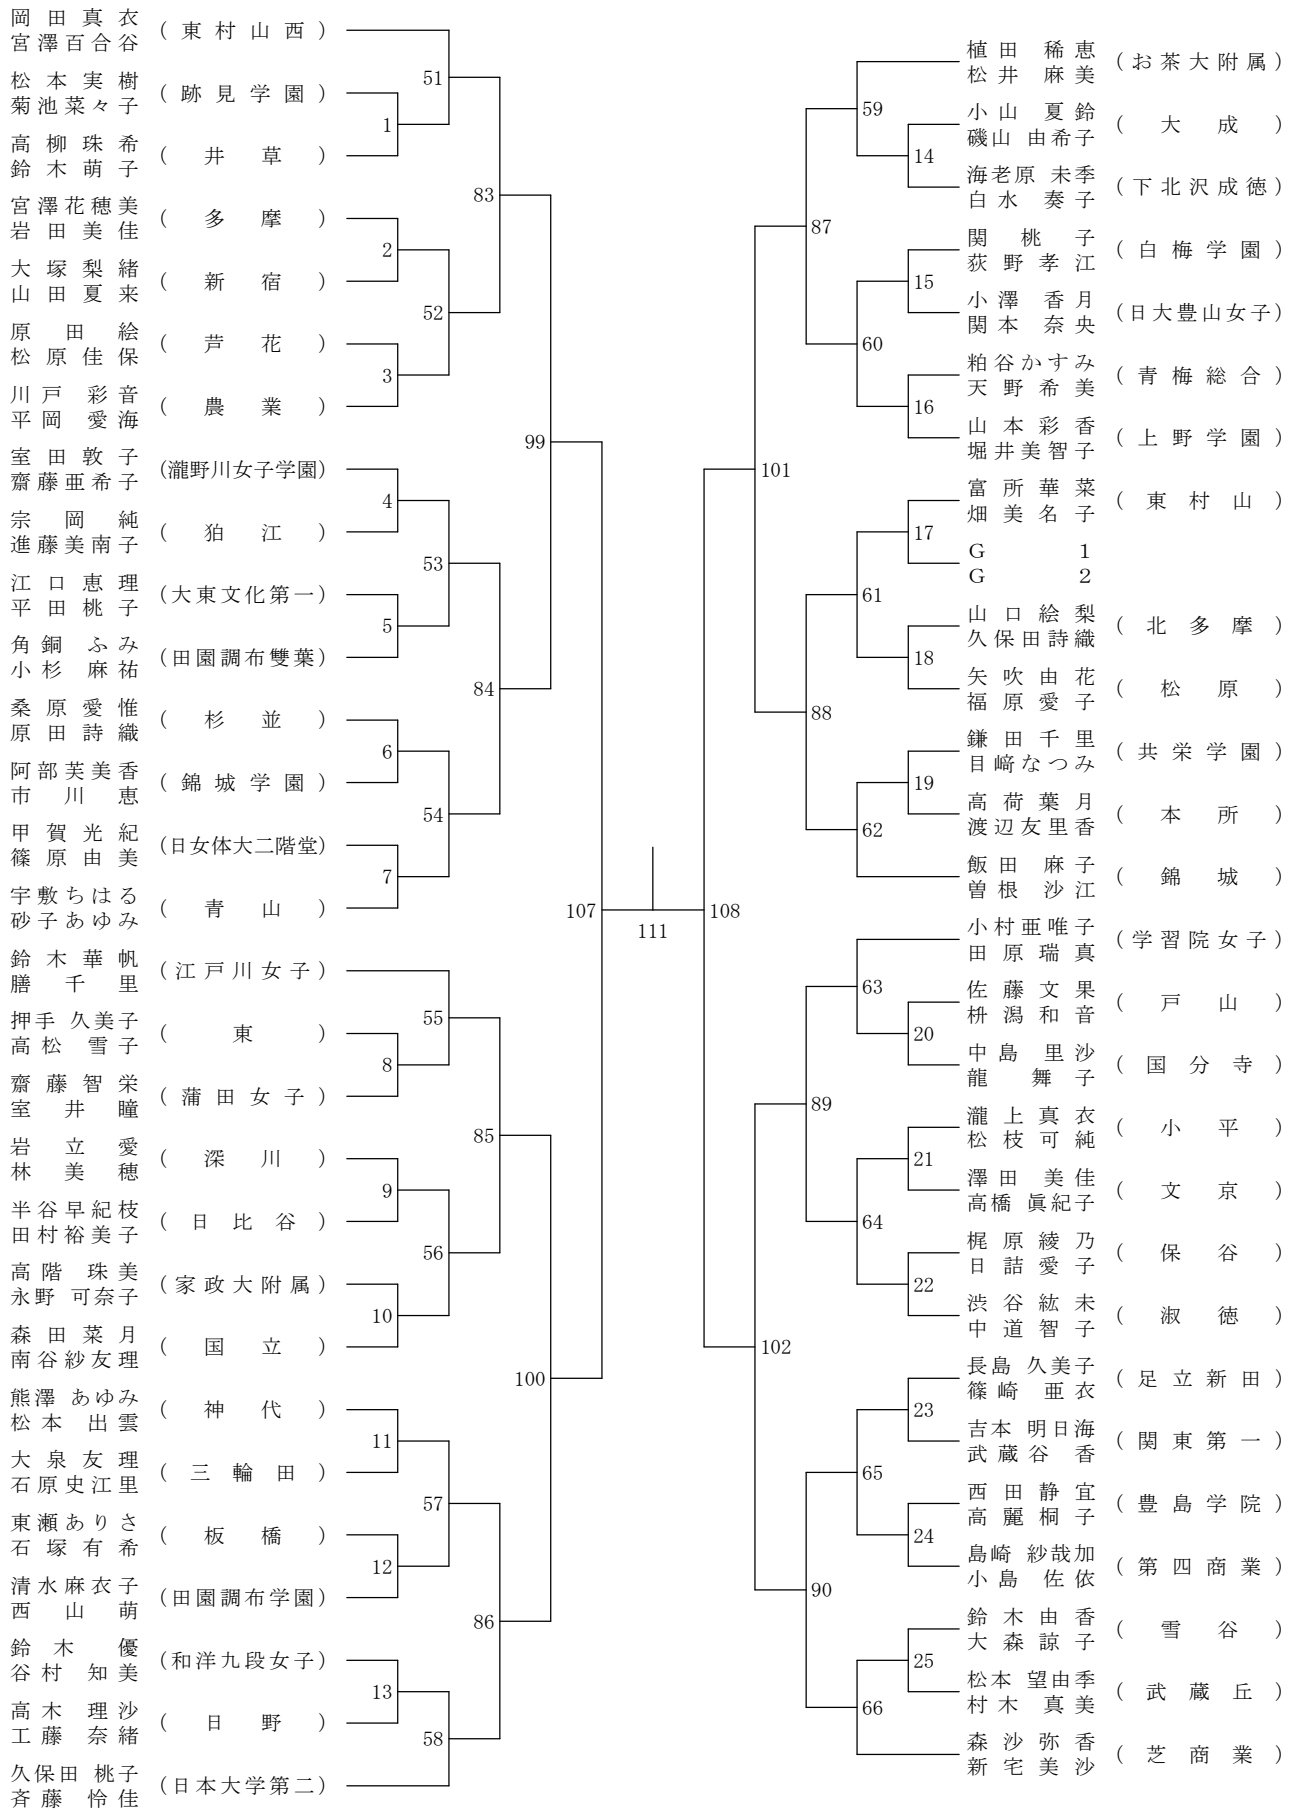 岡田真衣
宮澤百合谷
(東村山西)
松本実樹
菊池菜々子
(跡見学園)
高柳珠希
鈴木萌子
(井草)
宮澤花穂美
岩田美佳
(多摩)
大塚梨緒
山田夏来
(新宿)
原田絵
松原佳保
(芦花)
川戸彩音
平岡愛海
(農業)
室田敦子
齋藤亜希子
(瀧野川女子学園)
宗岡純
進藤美南子
(狛江)
江口恵理
平田桃子
(大東文化第一)
角銅ふみ
小杉麻祐
(田園調布雙葉)
桑原愛惟
原田詩織
(杉並)
阿部芙美香
市川恵
(錦城学園)
甲賀光紀
篠原由美
(日女体大二階堂)
宇敷ちはる
砂子あゆみ
(青山)
鈴木華帆
膳千里
(江戸川女子)
押手久美子
高松雪子
(東)
齋藤智栄
室井瞳
(蒲田女子)
岩立愛
林美穂
(深川)
半谷早紀枝
田村裕美子
(日比谷)
高階珠美
永野可奈子
(家政大附属)
森田菜月
南谷紗友理
(国立)
熊澤あゆみ
松本出雲
(神代)
大泉友理
石原史江里
(三輪田)
東瀬ありさ
石塚有希
(板橋)
清水麻衣子
西山萌
(田園調布学園)
鈴木優
谷村知美
(和洋九段女子)
高木理沙
工藤奈緒
(日野)
久保田桃子
斉藤怜佳
(日本大学第二)
1
2
3
4
5
6
7
8
9
10
11
12
13
51
52
53
54
55
56
57
58
83
84
85
86
99
100
107
111
108
101
102
87
88
89
90
59
60
61
62
63
64
65
66
14
15
16
17
18
19
20
21
22
23
24
25
植田稀恵
松井麻美
(お茶大附属)
小山夏鈴
磯山由希子
(大成)
海老原未季
白水奏子
(下北沢成徳)
関桃子
荻野孝江
(白梅学園)
小澤香月
関本奈央
(日大豊山女子)
粕谷かすみ
天野希美
(青梅総合)
山本彩香
堀井美智子
(上野学園)
富所華菜
畑美名子
(東村山)
G 1
G 2
山口絵梨
久保田詩織
(北多摩)
矢吹由花
福原愛子
(松原)
鎌田千里
目﨑なつみ
(共栄学園)
高荷葉月
渡辺友里香
(本所)
飯田麻子
曽根沙江
(錦城)
小村亜唯子
田原瑞真
(学習院女子)
佐藤文果
枡潟和音
(戸山)
中島里沙
龍舞子
(国分寺)
瀧上真衣
松枝可純
(小平)
澤田美佳
高橋眞紀子
(文京)
梶原綾乃
日詰愛子
(保谷)
渋谷紘未
中道智子
(淑徳)
長島久美子
篠崎亜衣
(足立新田)
吉本明日海
武蔵谷香
(関東第一)
西田静宜
高麗桐子
(豊島学院)
島崎紗哉加
小島佐依
(第四商業)
鈴木由香
大森諒子
(雪谷)
松本望由季
村木真美
(武蔵丘)
森沙弥香
新宅美沙
(芝商業)